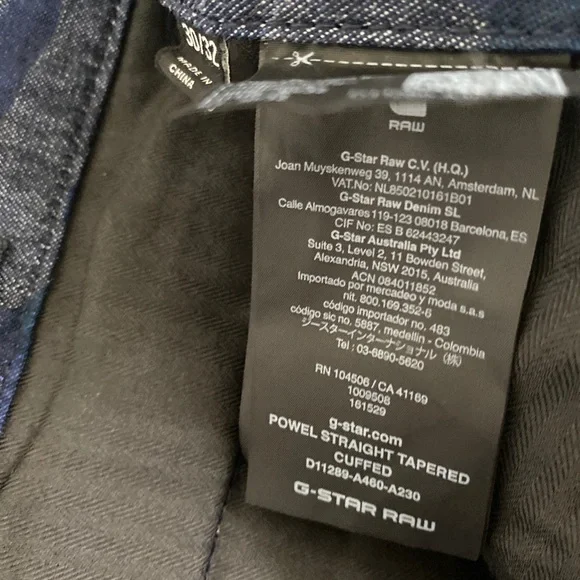 30/32
MADE IN
CHINA
RAW
G-Star Raw C.V. (H.Q.)
Joan Muyskenweg 39, 1114 AN, Amsterdam, NL
VAT.No: NL850210161B01
G-Star Raw Denim SL
Calle Almogavares 119-123 08018 Barcelona, ES
CIF No: ES B 62443247
G-Star Australia Pty Ltd
Suite 3, Level 2, 11 Bowden Street,
Alexandria, NSW 2015, Australia
ACN 084011852
Importado por mercadeo y moda s.a.s
nit. 800.169.352-6
código importador no. 483
código sic no. 5887, medellin - Colombia
ジースターインターナショナル (株)
Tel : 03-6890-5620
RN 104506 / CA 41169
1009508
161529
g-star.com
POWEL STRAIGHT TAPERED
CUFFED
D11289-A460-A230
G-STAR RAW